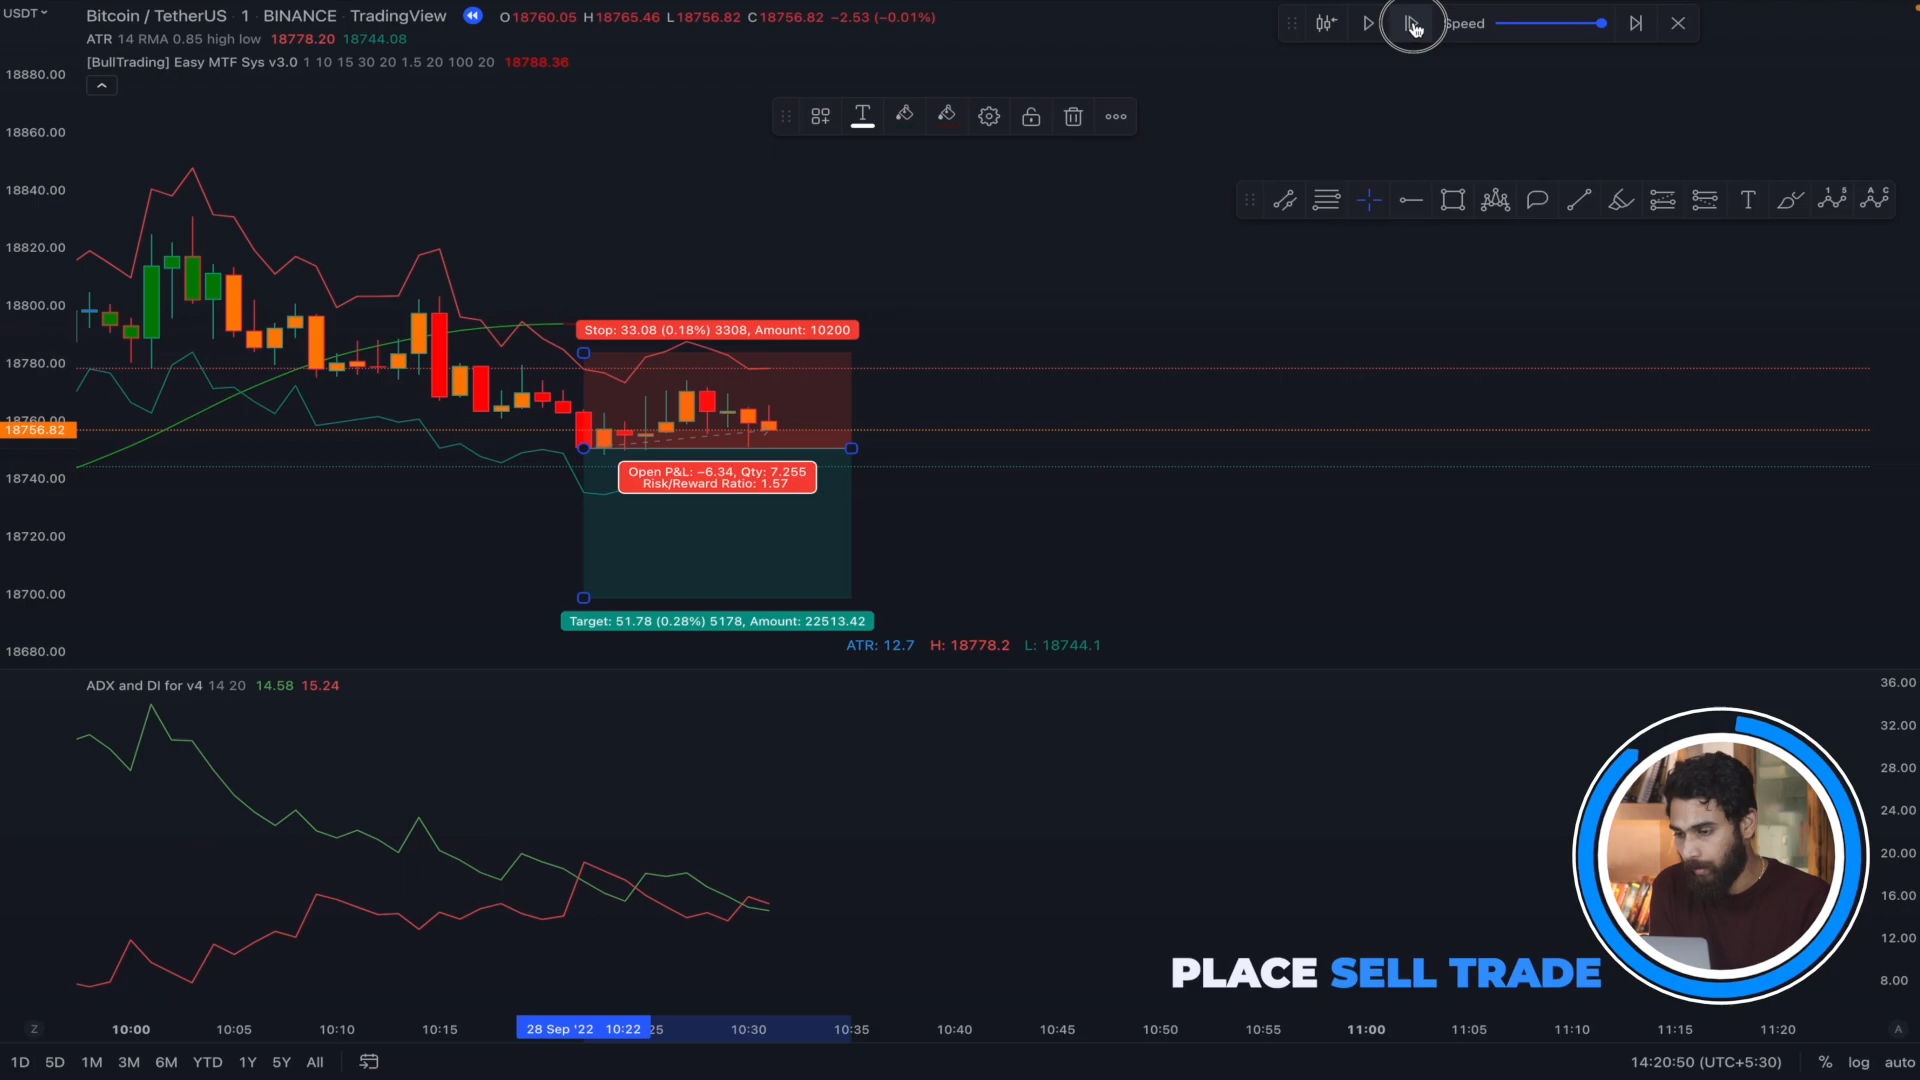 USDT
Bitcoin / TetherUS · 1 · BINANCE · TradingView
O18760.05 H18765.46 L18756.82 C18756.82 −2.53 (−0.01%)
Speed
ATR 14 RMA 0.85 high low 18778.20 18744.08
[BullTrading] Easy MTF Sys v3.0 1 10 15 30 20 1.5 20 100 20 18788.36
18880.00
18860.00
18840.00
T
1 5
A C
18820.00
18800.00
Stop: 33.08 (0.18%) 3308, Amount: 10200
18780.00
18760.00
18756.82
Open P&L: −6.34, Qty: 7.255
Risk/Reward Ratio: 1.57
18740.00
18720.00
18700.00
Target: 51.78 (0.28%) 5178, Amount: 22513.42
ATR: 12.7 H: 18778.2 L: 18744.1
18680.00
ADX and DI for v4 14 20 14.58 15.24
36.00
32.00
28.00
24.00
20.00
16.00
12.00
8.00
PLACE SELL TRADE
Z
10:00 10:05 10:10 10:15 28 Sep '22 10:22 25 10:30 10:35 10:40 10:45 10:50 10:55 11:00 11:05 11:10 11:15 11:20
A
1D 5D 1M 3M 6M YTD 1Y 5Y All
14:20:50 (UTC+5:30) % log auto